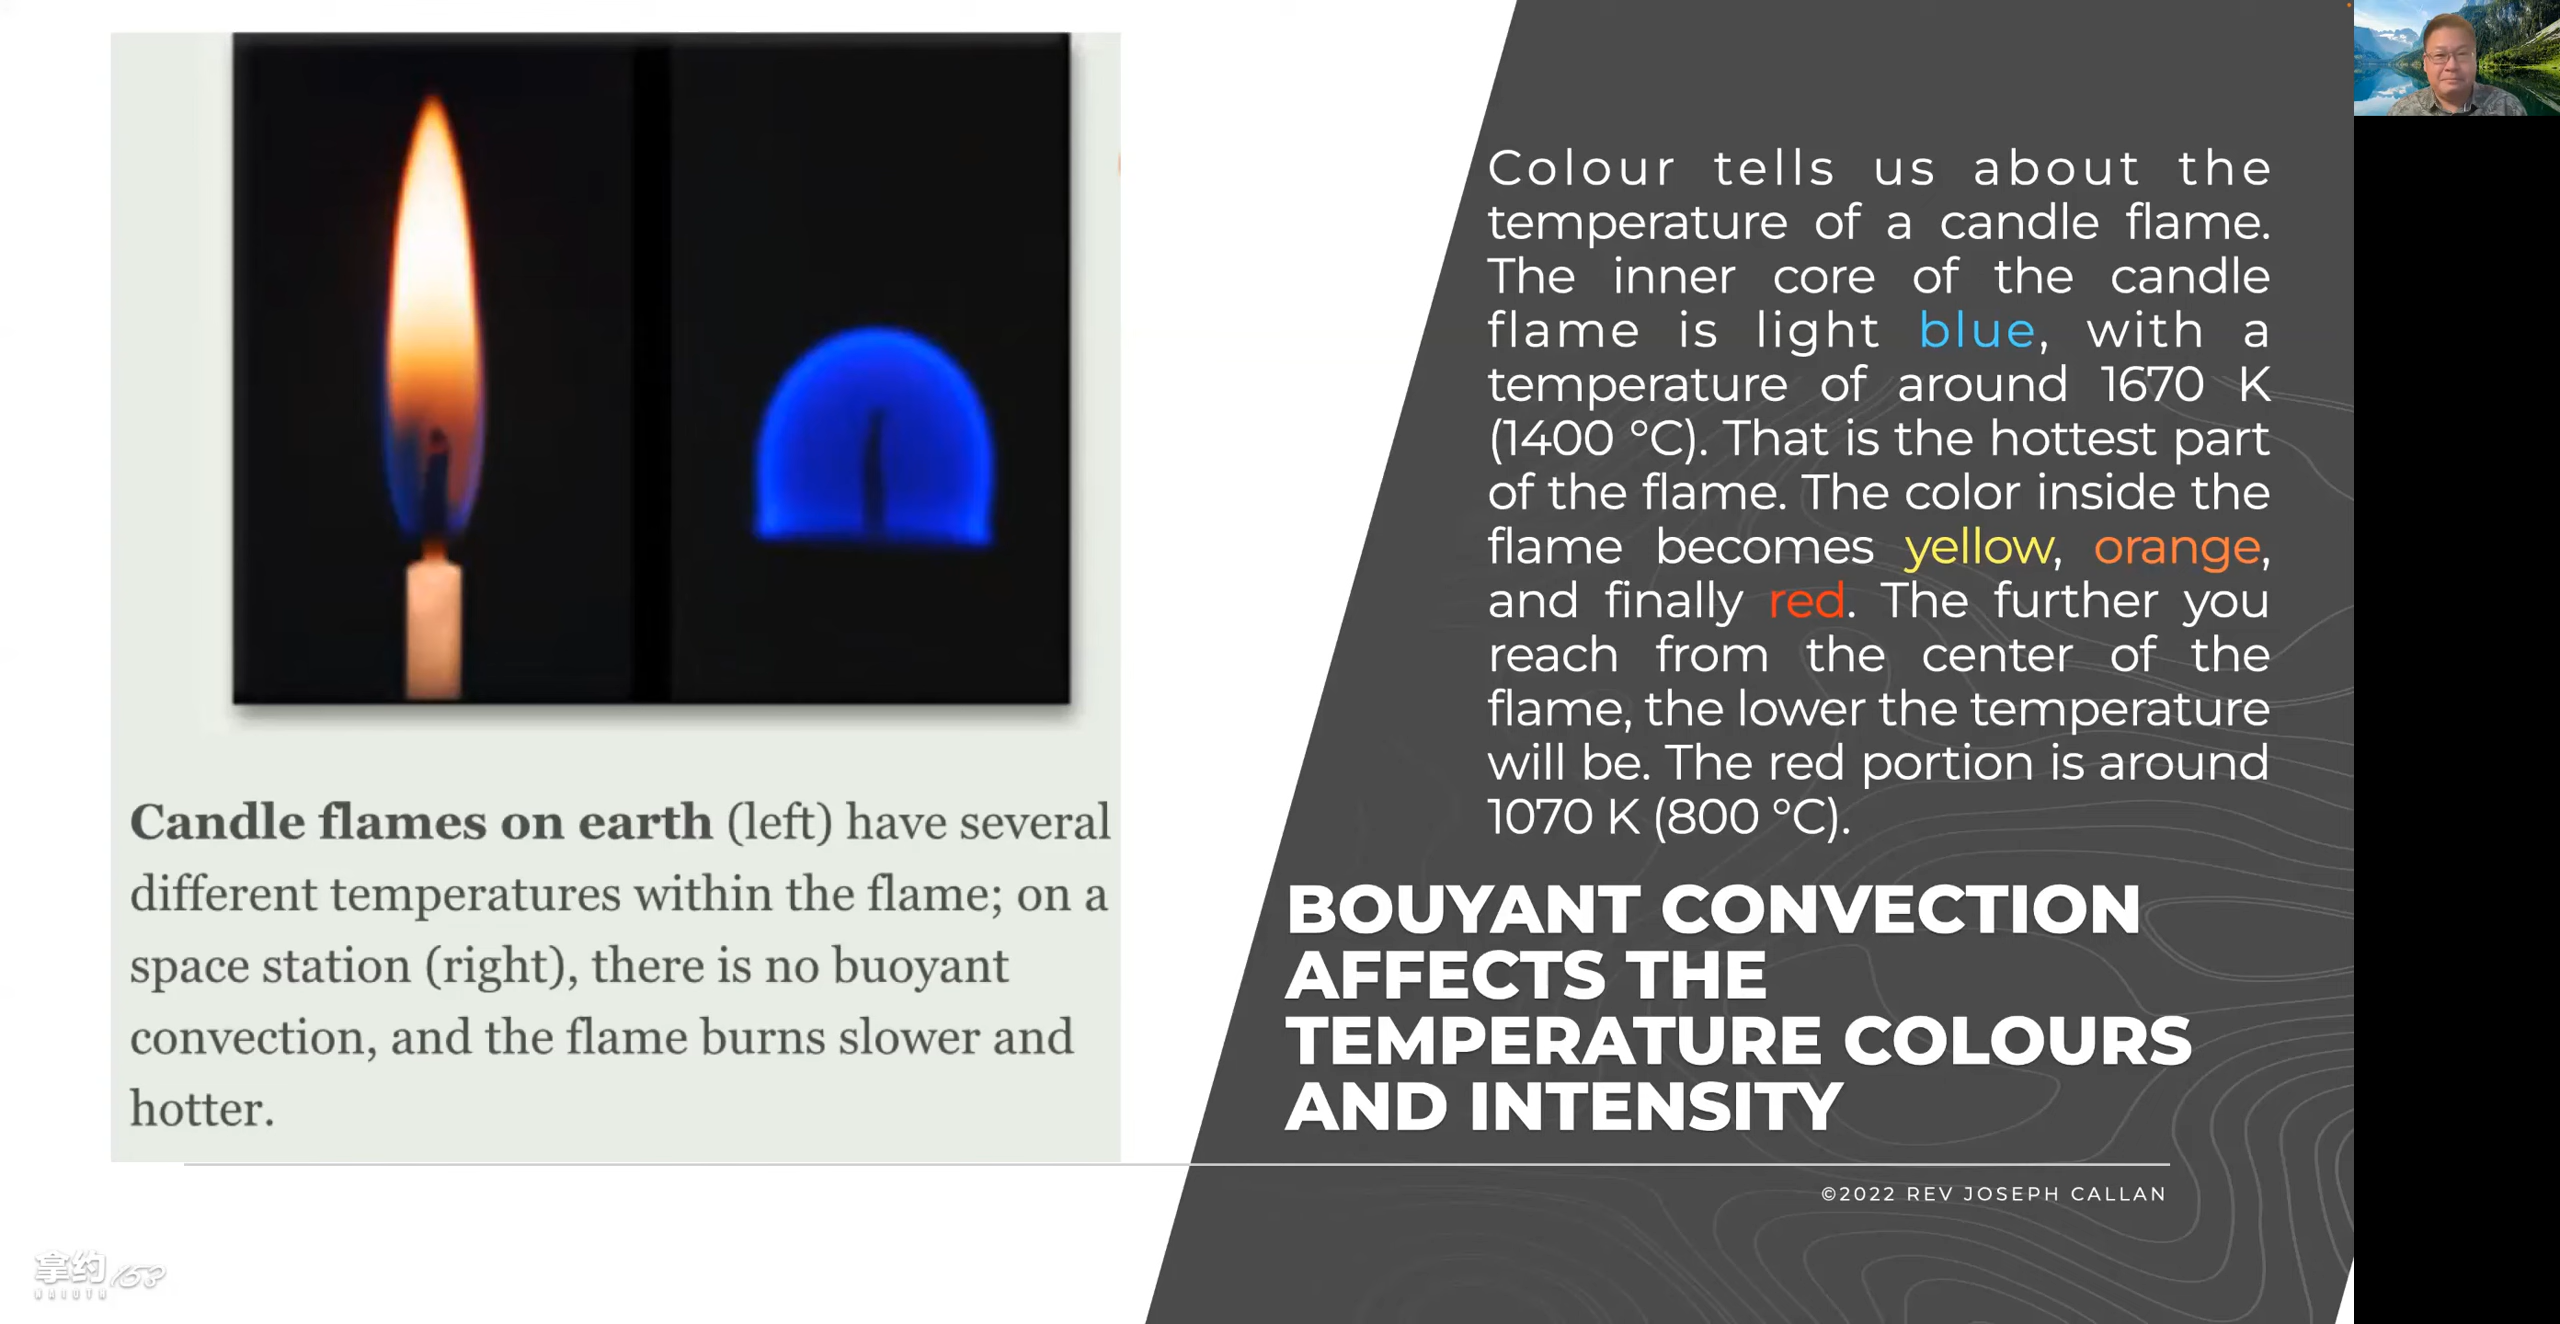 Candle flames on earth (left) have several
different temperatures within the flame; on a
space station (right), there is no buoyant
convection, and the flame burns slower and
hotter.
Colour tells us about the
temperature of a candle flame.
The inner core of the candle
flame is light blue, with a
temperature of around 1670 K
(1400 °C). That is the hottest part
of the flame. The color inside the
flame becomes yellow, orange,
and finally red. The further you
reach from the center of the
flame, the lower the temperature
will be. The red portion is around
1070 K (800 °C).
BOUYANT CONVECTION
AFFECTS THE
TEMPERATURE COLOURS
AND INTENSITY
©2022 REV JOSEPH CALLAN
拿约 153